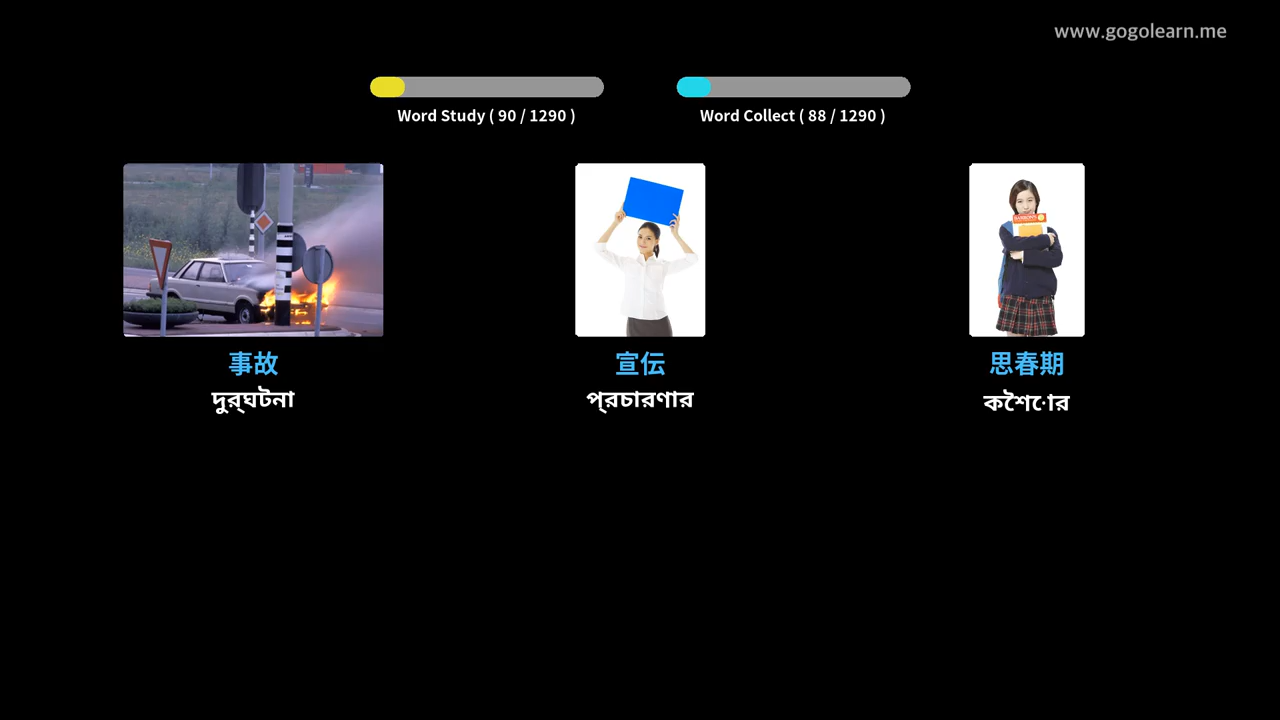 www.gogolearn.me
Word Study ( 90 / 1290 )
Word Collect ( 88 / 1290 )
事故
宣伝
思春期
দুর্ঘটনা
প্রচারণার
কৈশোর